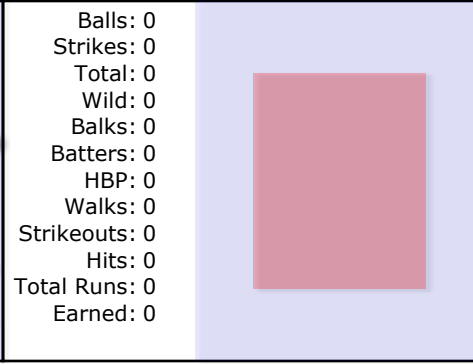 Balls: 0
Strikes: 0
Total: 0
Wild: 0
Balks: 0
Batters: 0
HBP: 0
Walks: 0
Strikeouts: 0
Hits: 0
Total Runs: 0
Earned: 0